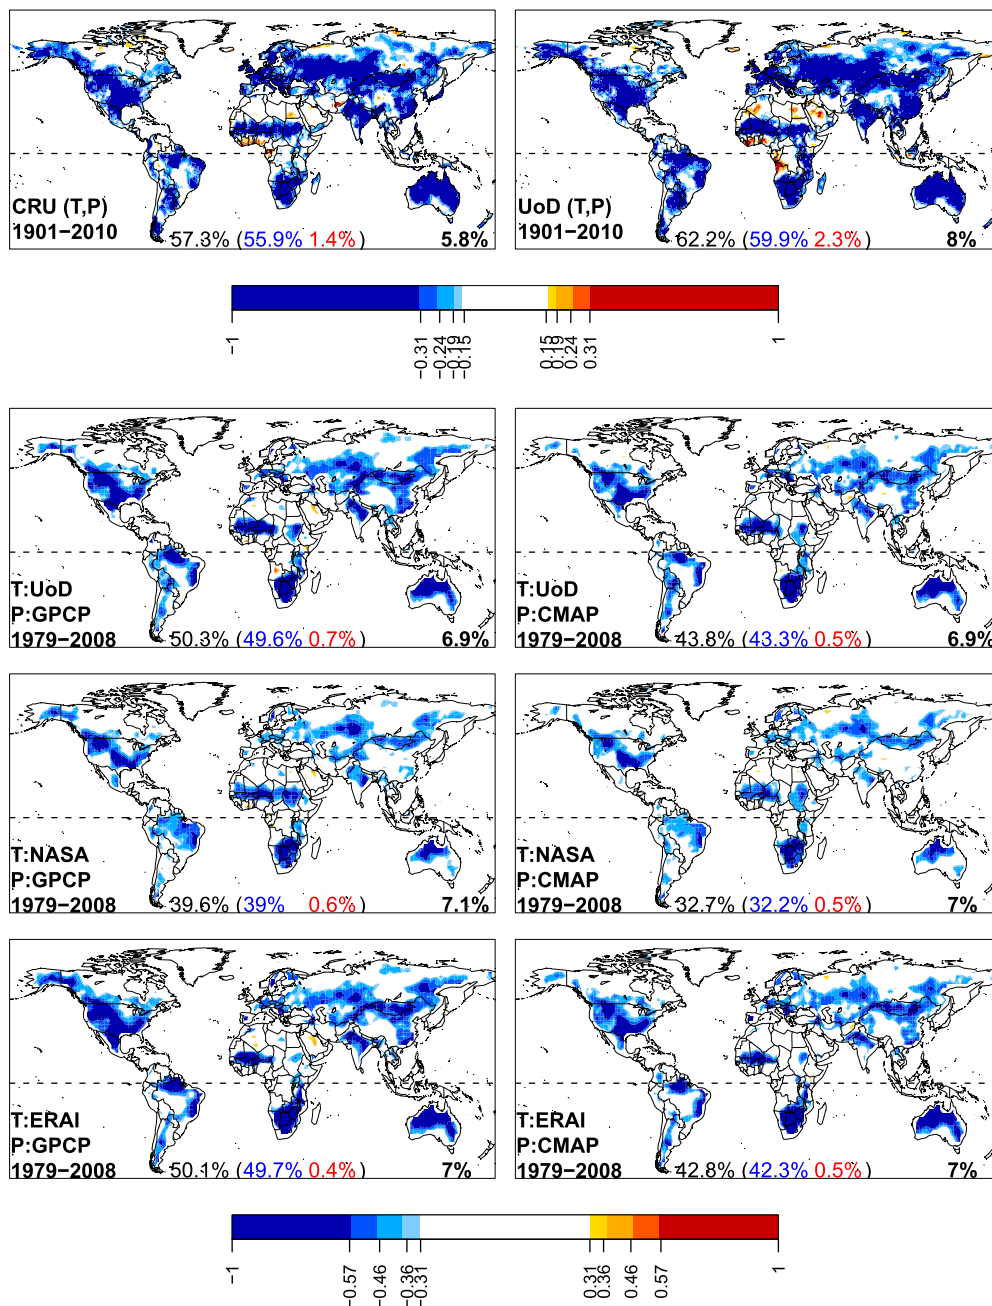 CRU (T,P)
1901−2010
57.3% (55.9% 1.4%)
5.8%
UoD (T,P)
1901−2010
62.2% (59.9% 2.3%)
8%
−1
−0.31
−0.24
−0.19
−0.15
0.15
0.19
0.24
0.31
1
T:UoD
P:GPCP
1979−2008
50.3% (49.6% 0.7%)
6.9%
T:UoD
P:CMAP
1979−2008
43.8% (43.3% 0.5%)
6.9%
T:NASA
P:GPCP
1979−2008
39.6% (39% 0.6%)
7.1%
T:NASA
P:CMAP
1979−2008
32.7% (32.2% 0.5%)
7%
T:ERAI
P:GPCP
1979−2008
50.1% (49.7% 0.4%)
7%
T:ERAI
P:CMAP
1979−2008
42.8% (42.3% 0.5%)
7%
−1
−0.57
−0.46
−0.36
−0.31
0.31
0.36
0.46
0.57
1